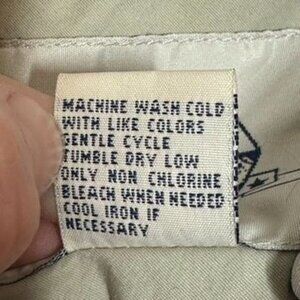 MACHINE WASH COLD
WITH LIKE COLORS
GENTLE CYCLE
TUMBLE DRY LOW
ONLY NON CHLORINE
BLEACH WHEN NEEDED
COOL IRON IF
NECESSARY